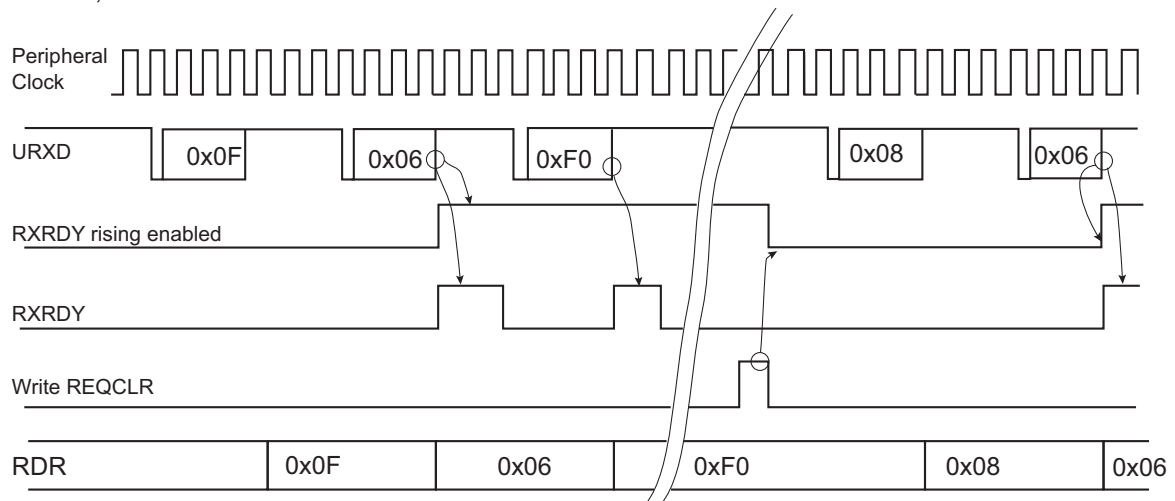 Peripheral
Clock
URXD 0x0F 0x06 0xF0 0x08 0x06
RXRDY rising enabled
RXRDY
Write REQCLR
RDR 0x0F 0x06 0xF0 0x08 0x06